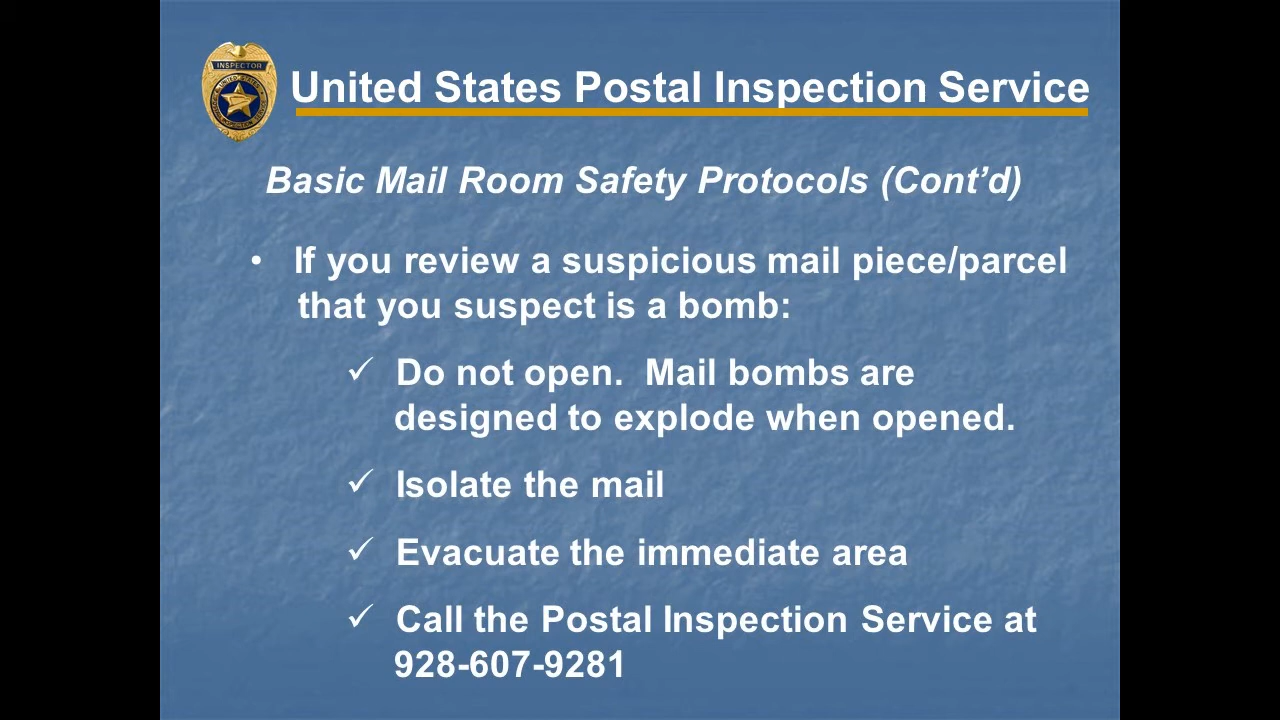 INSPECTOR
United States Postal Inspection Service
Basic Mail Room Safety Protocols (Cont’d)
• If you review a suspicious mail piece/parcel
that you suspect is a bomb:
✓ Do not open. Mail bombs are
designed to explode when opened.
✓ Isolate the mail
✓ Evacuate the immediate area
✓ Call the Postal Inspection Service at
928-607-9281